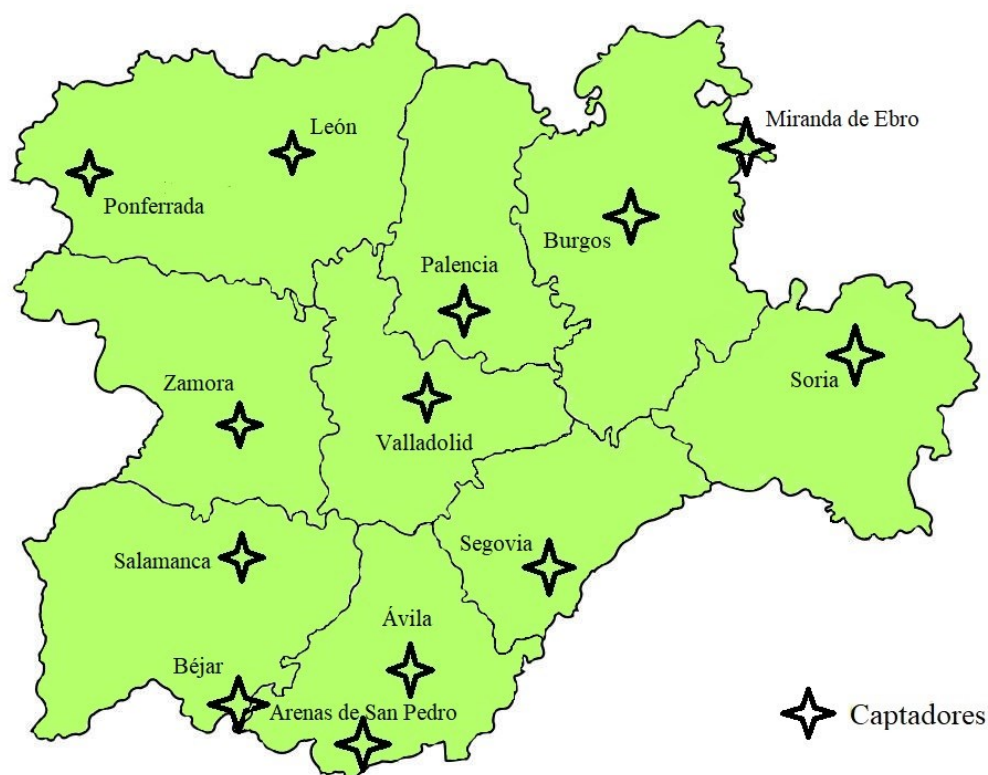 Miranda de Ebro
León
Ponferrada
Burgos
Palencia
Soria
Zamora
Valladolid
Segovia
Salamanca
Ávila
Béjar
Arenas de San Pedro
Captadores